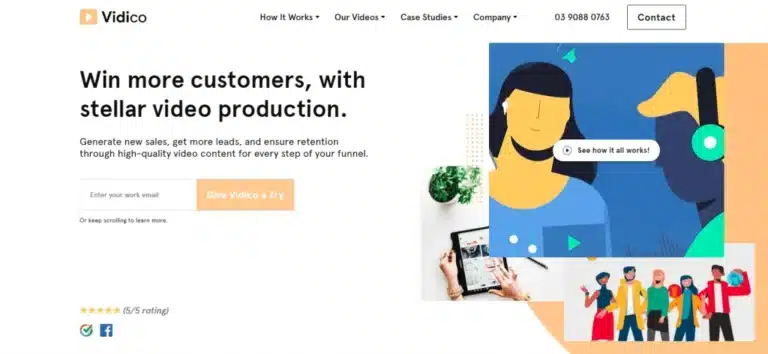 Vidico
How It Works
Our Videos
Case Studies
Company
03 9088 0763
Contact
Win more customers, with
stellar video production.
Generate new sales, get more leads, and ensure retention
through high-quality video content for every step of your funnel.
See how it all works!
Enter your work email
Give Vidico a Try
Or keep scrolling to learn more.
(5/5 rating)